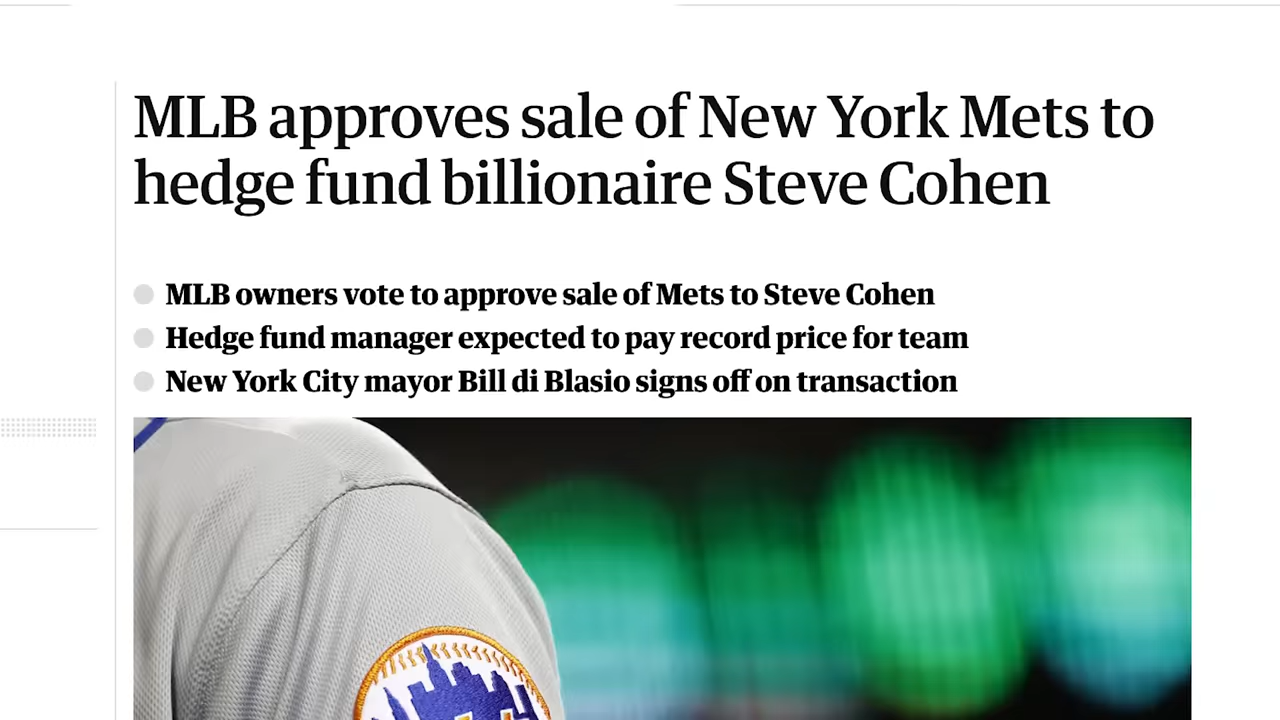 MLB approves sale of New York Mets to
hedge fund billionaire Steve Cohen
MLB owners vote to approve sale of Mets to Steve Cohen
Hedge fund manager expected to pay record price for team
New York City mayor Bill di Blasio signs off on transaction